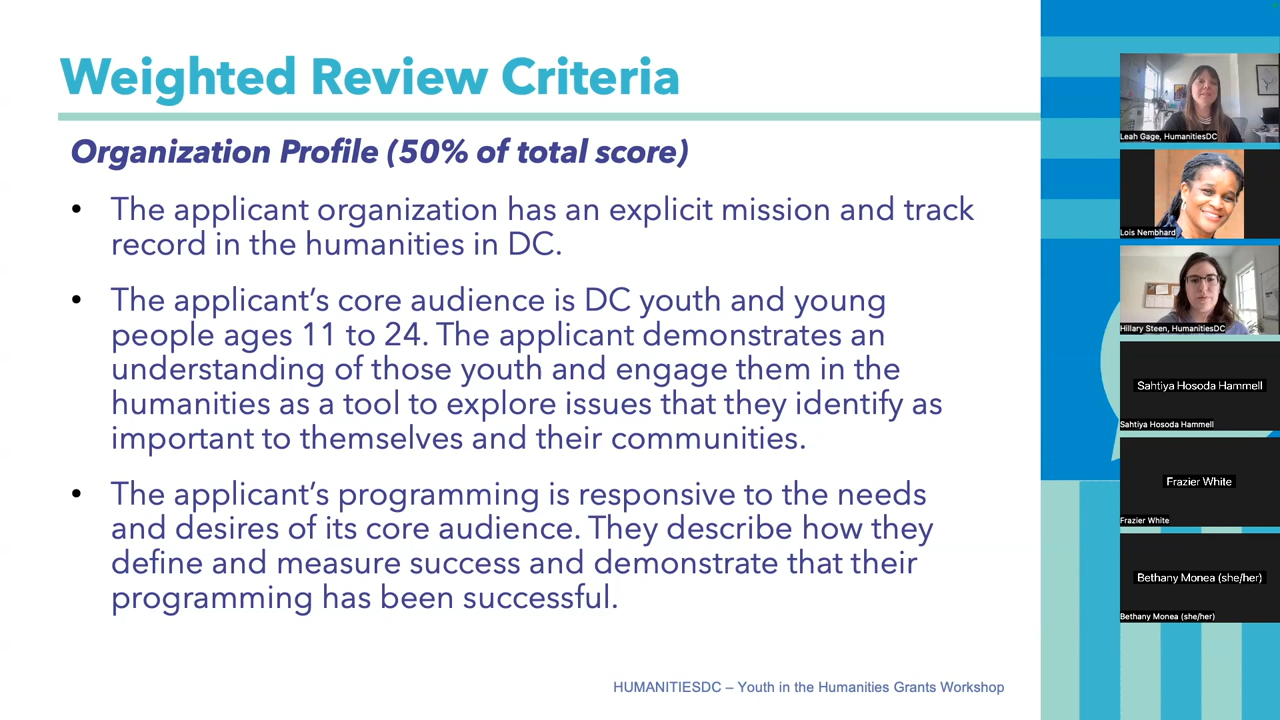 Weighted Review Criteria
Organization Profile (50% of total score)
• The applicant organization has an explicit mission and track
record in the humanities in DC.
• The applicant’s core audience is DC youth and young
people ages 11 to 24. The applicant demonstrates an
understanding of those youth and engage them in the
humanities as a tool to explore issues that they identify as
important to themselves and their communities.
• The applicant’s programming is responsive to the needs
and desires of its core audience. They describe how they
define and measure success and demonstrate that their
programming has been successful.
HUMANITIESDC – Youth in the Humanities Grants Workshop
Leah Gage, HumanitiesDC
Lois Nembhard
Hillary Steen, HumanitiesDC
Sahtiya Hosoda Hammell
Sahtiya Hosoda Hammell
Frazier White
Frazier White
Bethany Monea (she/her)
Bethany Monea (she/her)